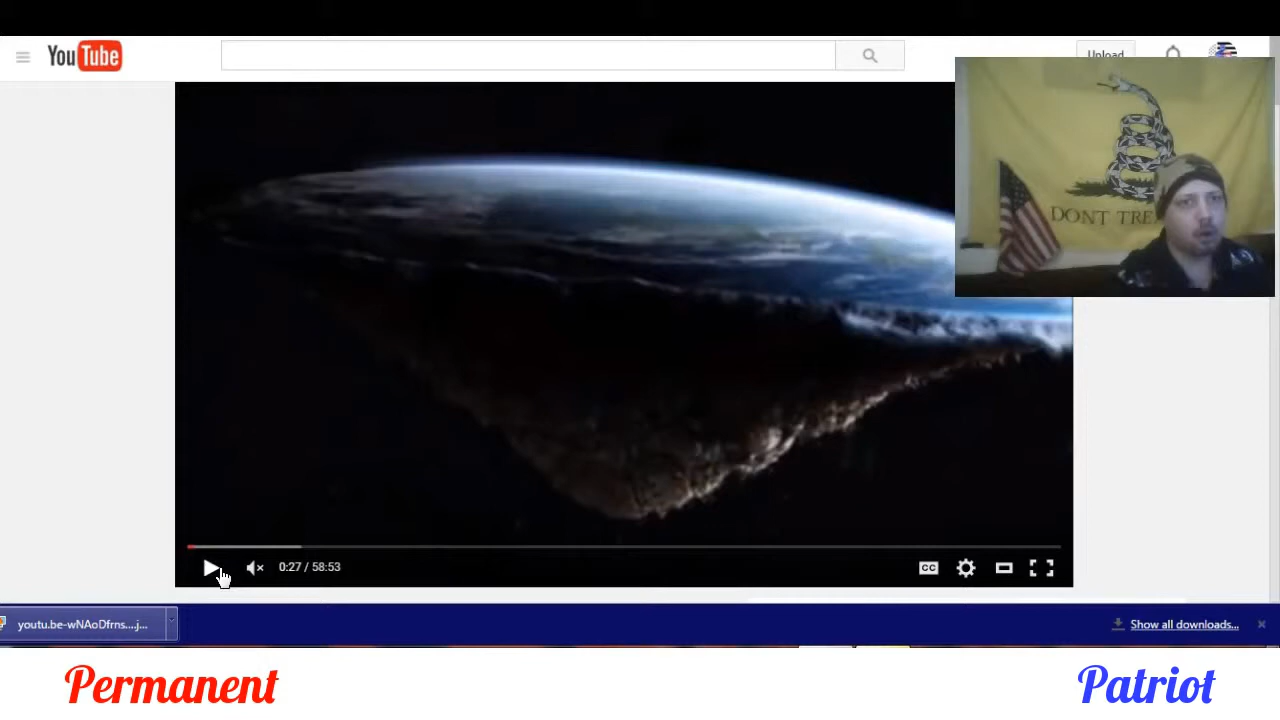 YouTube
Upload
DONT TRE
0:27 / 58:53
CC
youtu.be-wNAoDfrns....j...
Show all downloads...
Permanent
Patriot